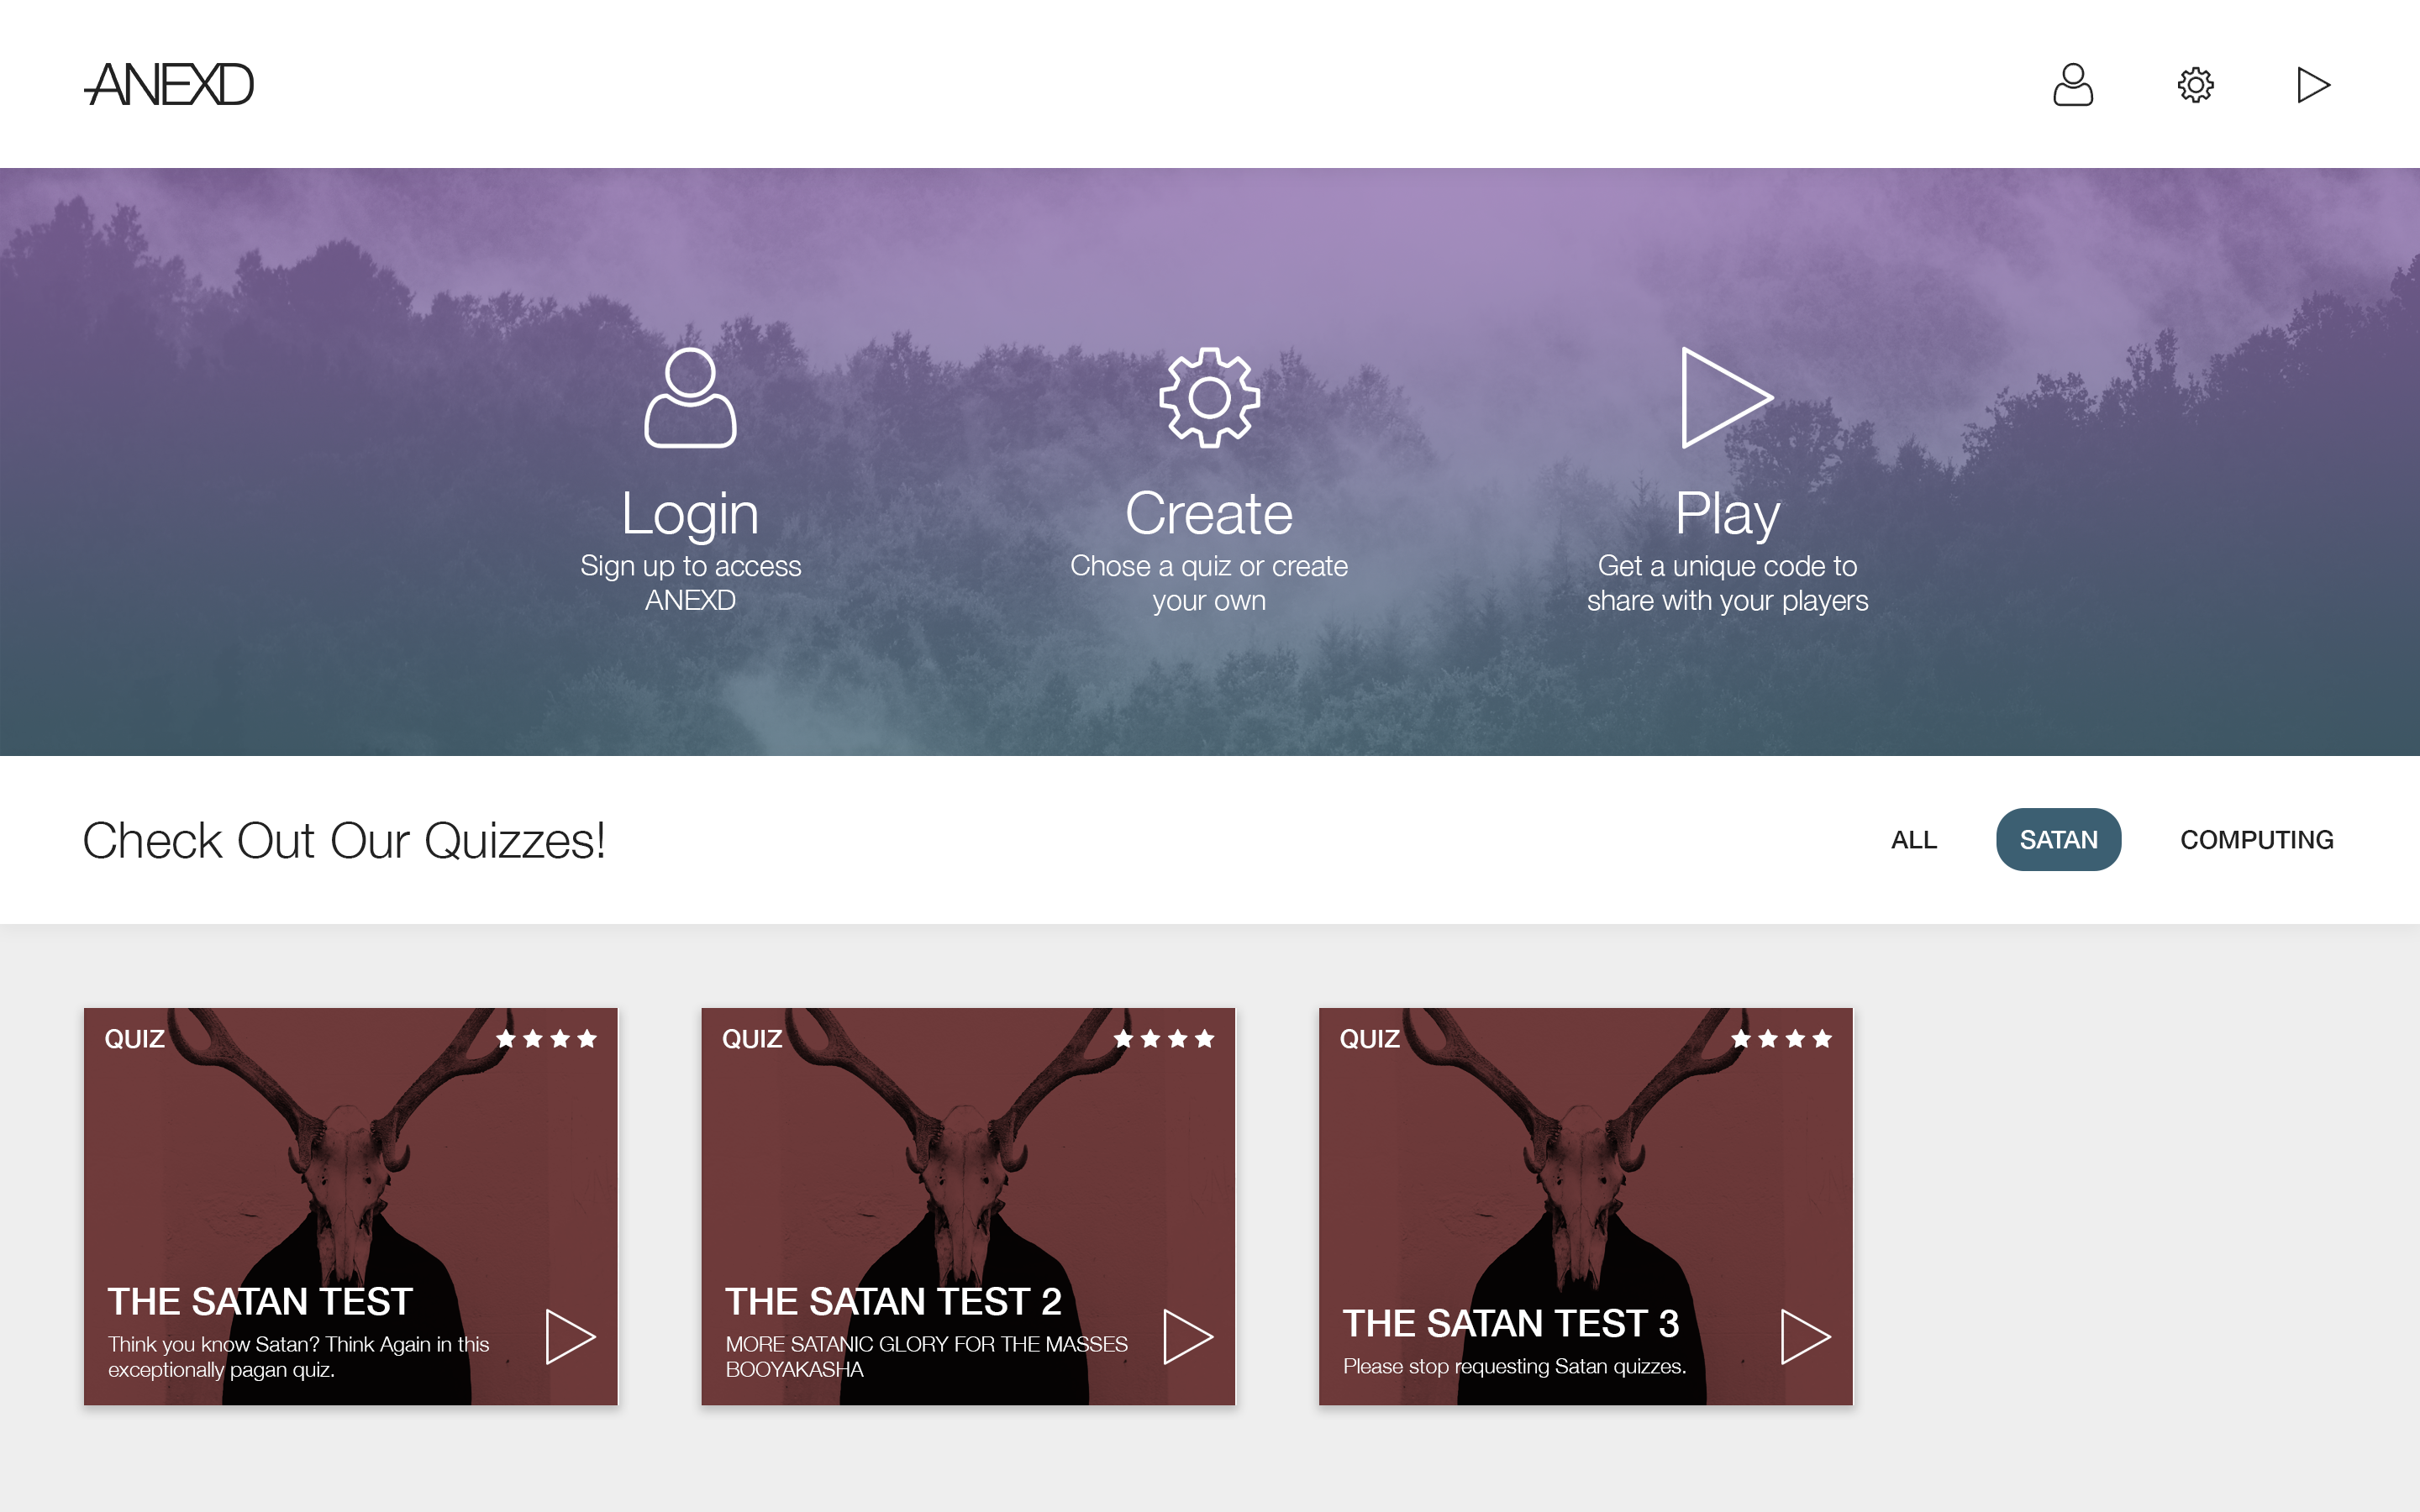 ANEXD
Login
Sign up to access
ANEXD
Create
Chose a quiz or create
your own
Play
Get a unique code to
share with your players
Check Out Our Quizzes!
ALL
SATAN
COMPUTING
QUIZ
THE SATAN TEST
Think you know Satan? Think Again in this
exceptionally pagan quiz.
QUIZ
THE SATAN TEST 2
MORE SATANIC GLORY FOR THE MASSES
BOOYAKASHA
QUIZ
THE SATAN TEST 3
Please stop requesting Satan quizzes.